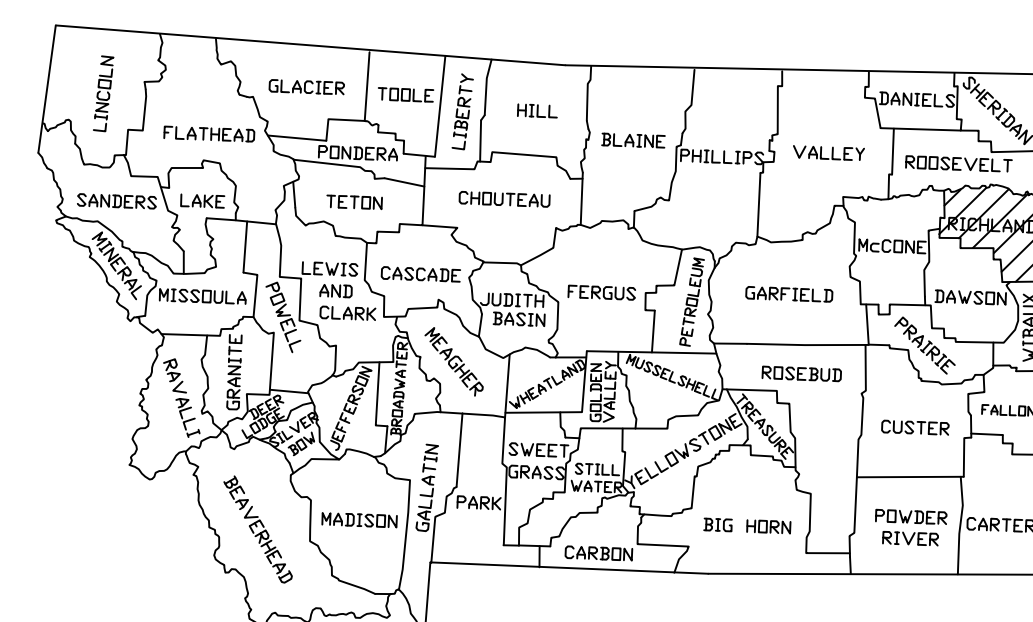 LINCOLN
FLATHEAD
GLACIER
TOOLE
LIBERTY
HILL
BLAINE
PHILLIPS
VALLEY
DANIELS
SHERIDAN
ROOSEVELT
PONDERA
SANDERS
LAKE
TETON
CHOUTEAU
RICHLAND
McCONE
MINERAL
MISSOULA
POWELL
LEWIS
AND
CLARK
CASCADE
JUDITH
BASIN
FERGUS
PETROLEUM
GARFIELD
DAWSON
WIBAUX
PRAIRIE
RAVALLI
GRANITE
DEER
LODGE
SILVER
BOW
JEFFERSON
BROADWATER
MEAGHER
WHEATLAND
GOLDEN
VALLEY
MUSSELSHELL
ROSEBUD
TREASURE
CUSTER
FALLON
BEAVERHEAD
MADISON
GALLATIN
PARK
SWEET
GRASS
STILL
WATER
YELLOWSTONE
CARBON
BIG HORN
POWDER
RIVER
CARTER